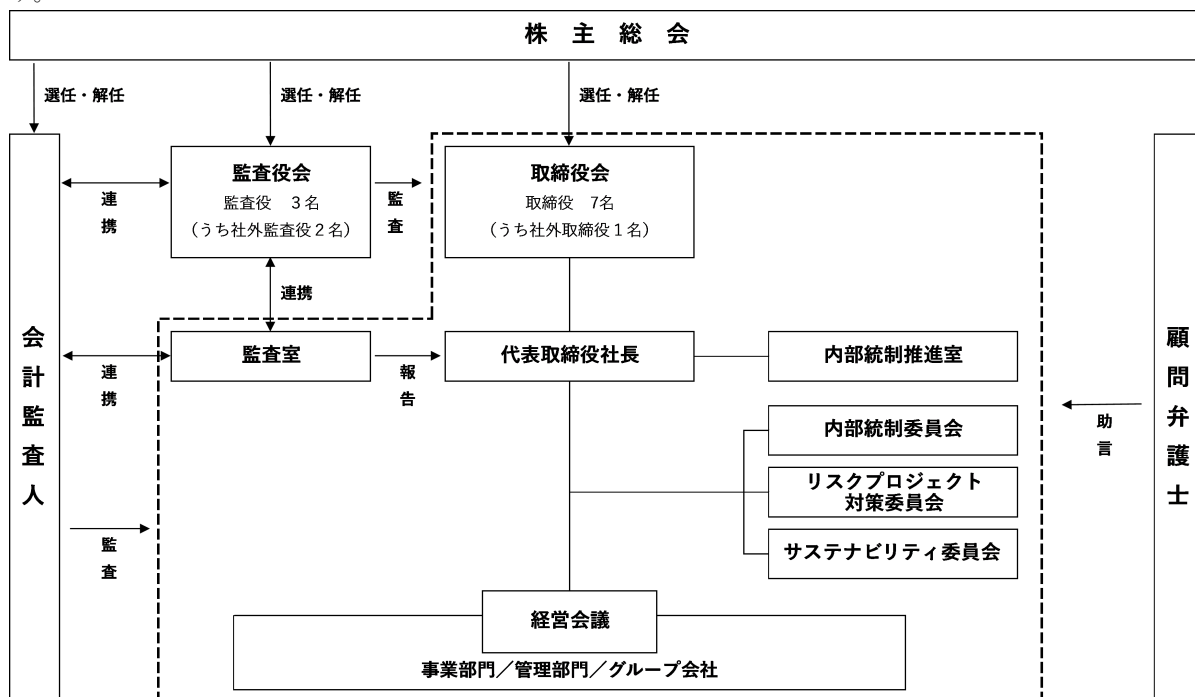 株主総会
選任・解任
選任・解任
選任・解任
会計監査人
連携
監査役会
監査役 3名
(うち社外監査役2名)
監査
取締役会
取締役 7名
(うち社外取締役1名)
連携
連携
監査室
報告
代表取締役社長
内部統制推進室
内部統制委員会
リスクプロジェクト
対策委員会
サステナビリティ委員会
助言
顧問弁護士
監査
経営会議
事業部門/管理部門/グループ会社